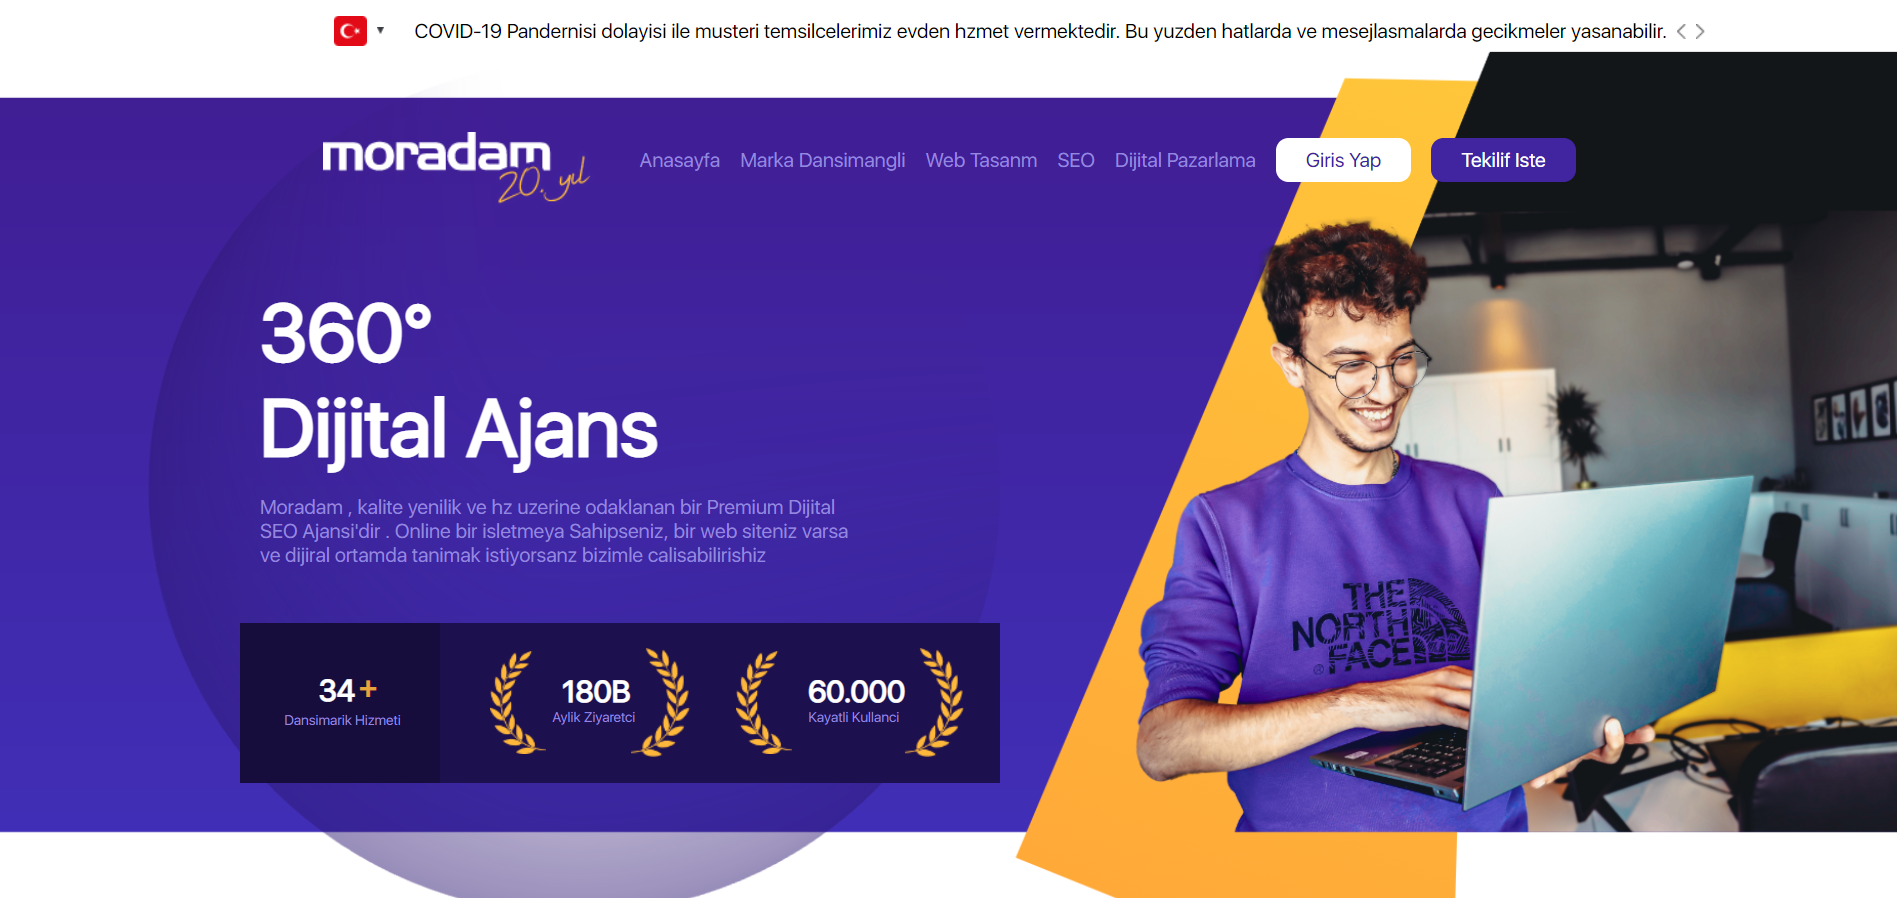 COVID-19 Pandernisi dolayisi ile musteri temsilcelerimiz evden hzmet vermektedir. Bu yuzden hatlarda ve mesejlasmalarda gecikmeler yasanabilir.
moradam
20. yıl
Anasayfa Marka Dansimangli Web Tasanm SEO Dijital Pazarlama Giris Yap Tekilif Iste
360°
Dijital Ajans
Moradam , kalite yenilik ve hz uzerine odaklanan bir Premium Dijital
SEO Ajansi'dir . Online bir isletmeya Sahipseniz, bir web siteniz varsa
ve dijiral ortamda tanimak istiyorsanz bizimle calisabilirishiz
THE
NORTH
FACE
34+
Dansimarik Hizmeti
180B
Aylik Ziyaretci
60.000
Kayatli Kullanci